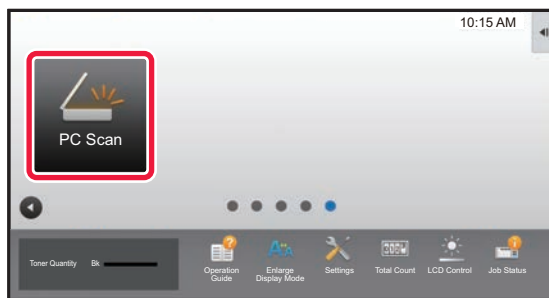 10:15 AM
PC Scan
Toner Quantity Bk
Operation
Guide
Enlarge
Display Mode
Settings
Total Count
LCD Control
Job Status